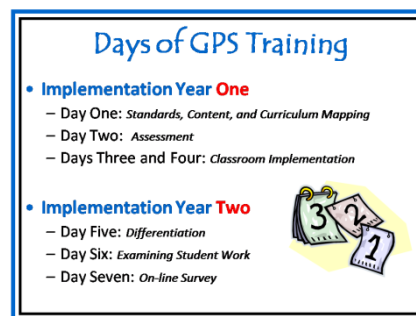 Days of GPS Training
• Implementation Year One
– Day One: Standards, Content, and Curriculum Mapping
– Day Two: Assessment
– Days Three and Four: Classroom Implementation
• Implementation Year Two
– Day Five: Differentiation
– Day Six: Examining Student Work
– Day Seven: On-line Survey
3
2
1